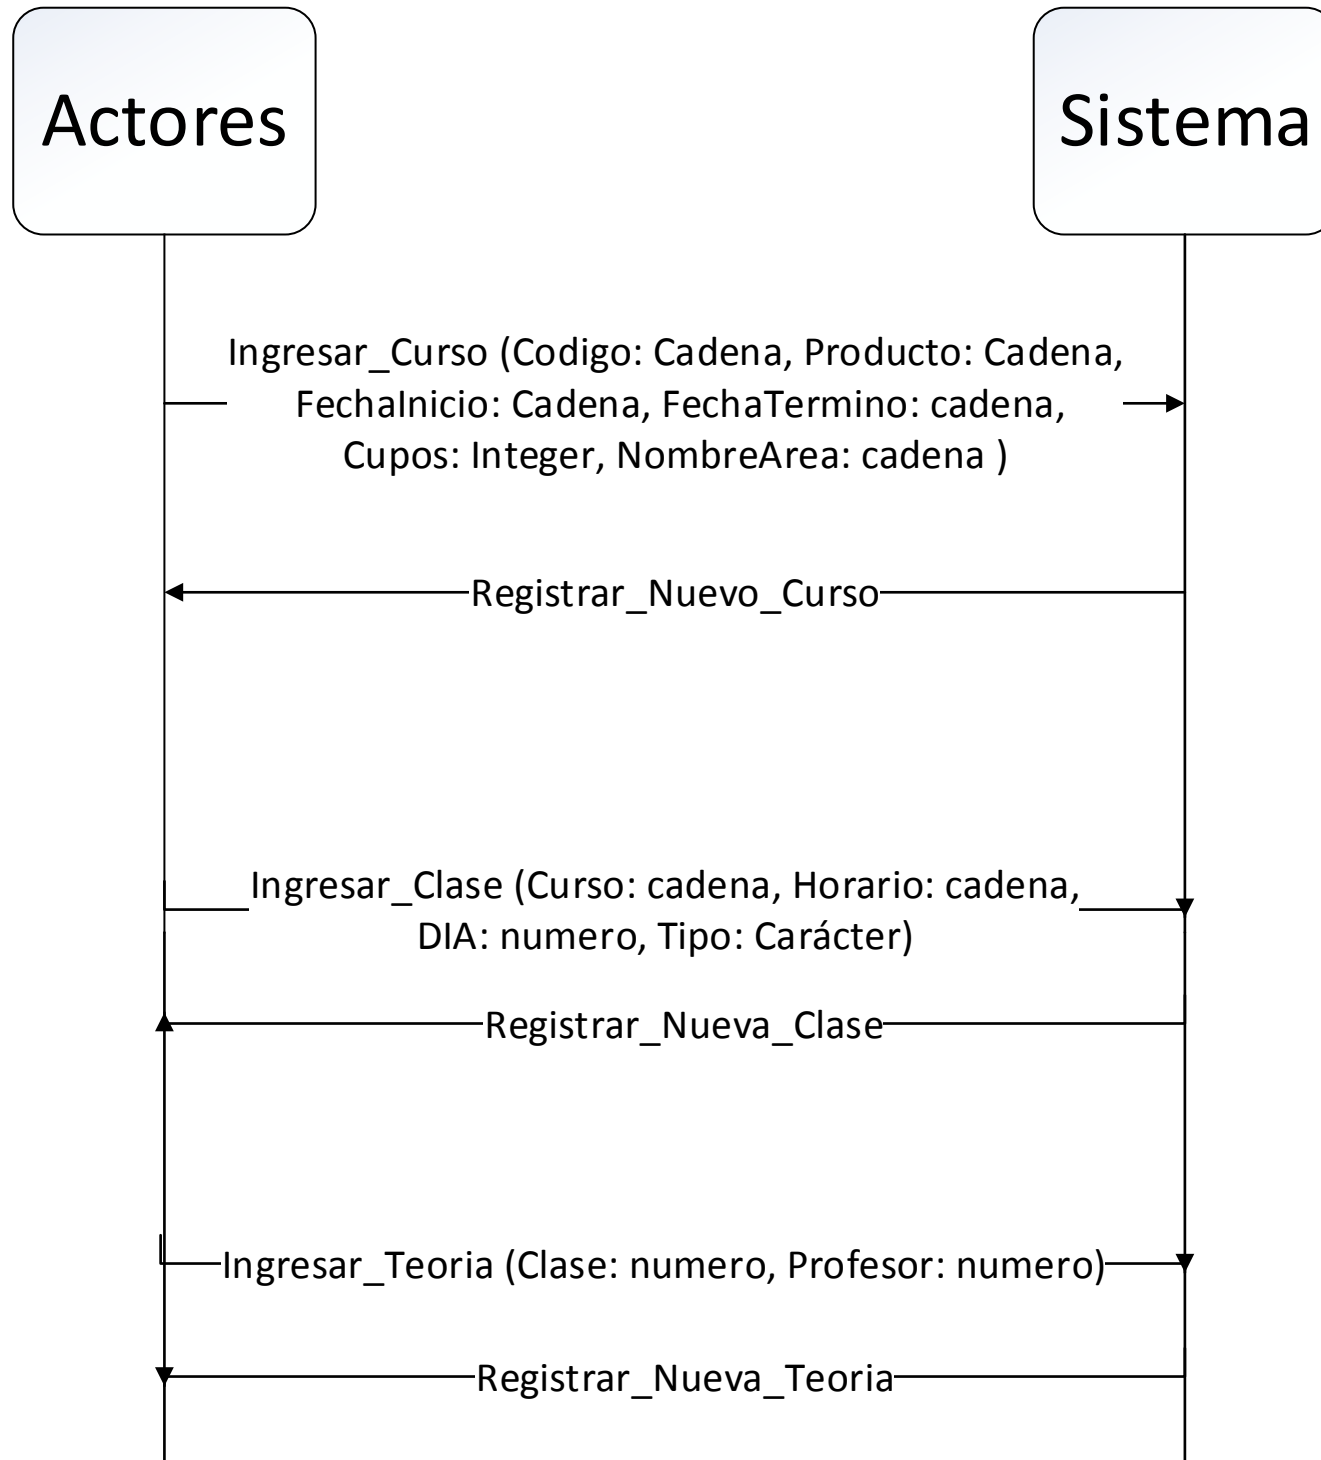 Actores
Sistema
Ingresar_Curso (Codigo: Cadena, Producto: Cadena,
FechaInicio: Cadena, FechaTermino: cadena,
Cupos: Integer, NombreArea: cadena )
Registrar_Nuevo_Curso
Ingresar_Clase (Curso: cadena, Horario: cadena,
DIA: numero, Tipo: Carácter)
Registrar_Nueva_Clase
Ingresar_Teoria (Clase: numero, Profesor: numero)
Registrar_Nueva_Teoria